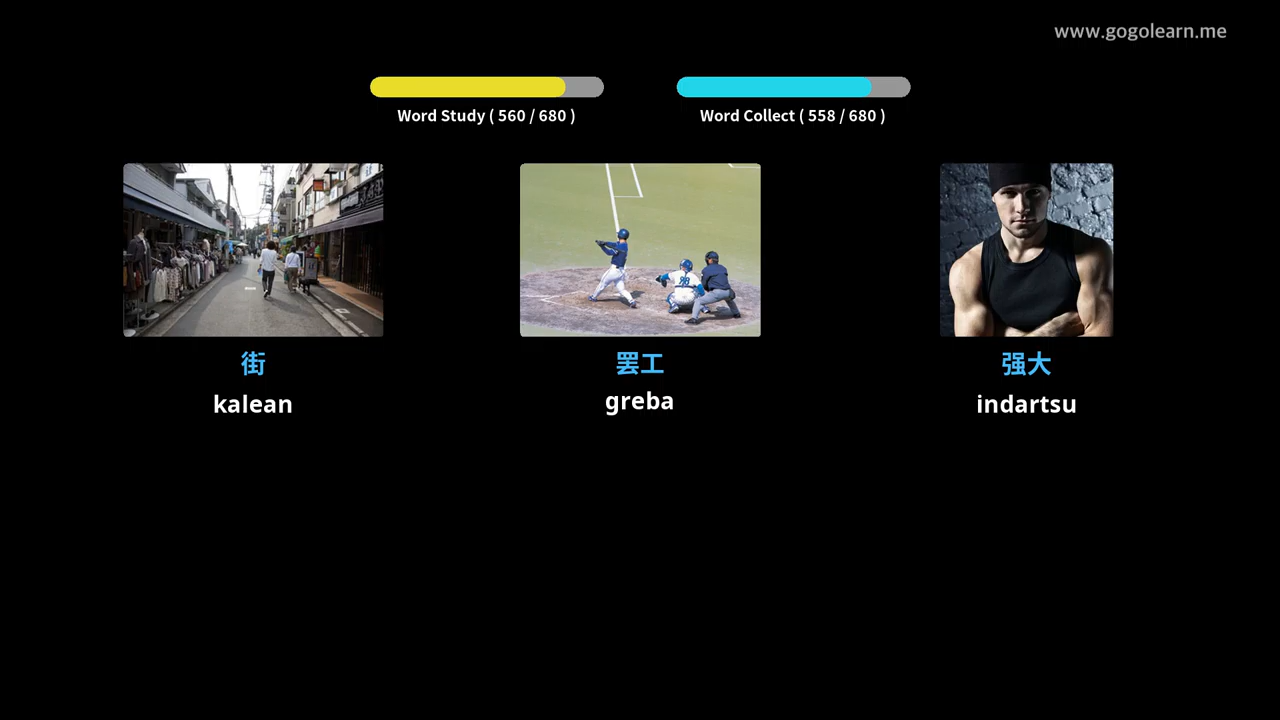 www.gogolearn.me
Word Study ( 560 / 680 )
Word Collect ( 558 / 680 )
街
罢工
强大
kalean
greba
indartsu